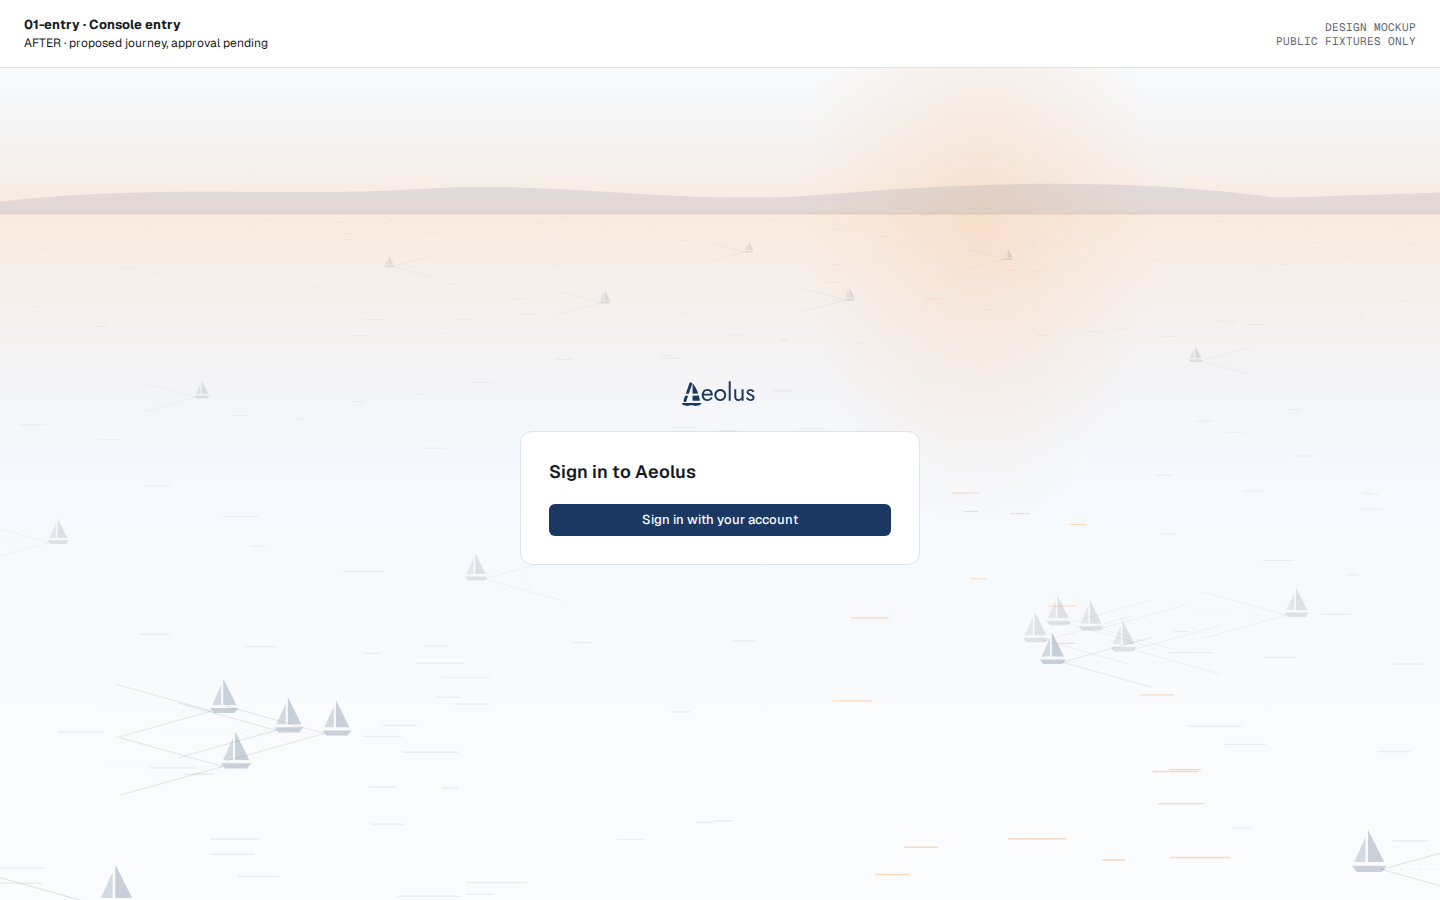 01-entry · Console entry
AFTER · proposed journey, approval pending
DESIGN MOCKUP
PUBLIC FIXTURES ONLY
Aeolus
Sign in to Aeolus
Sign in with your account